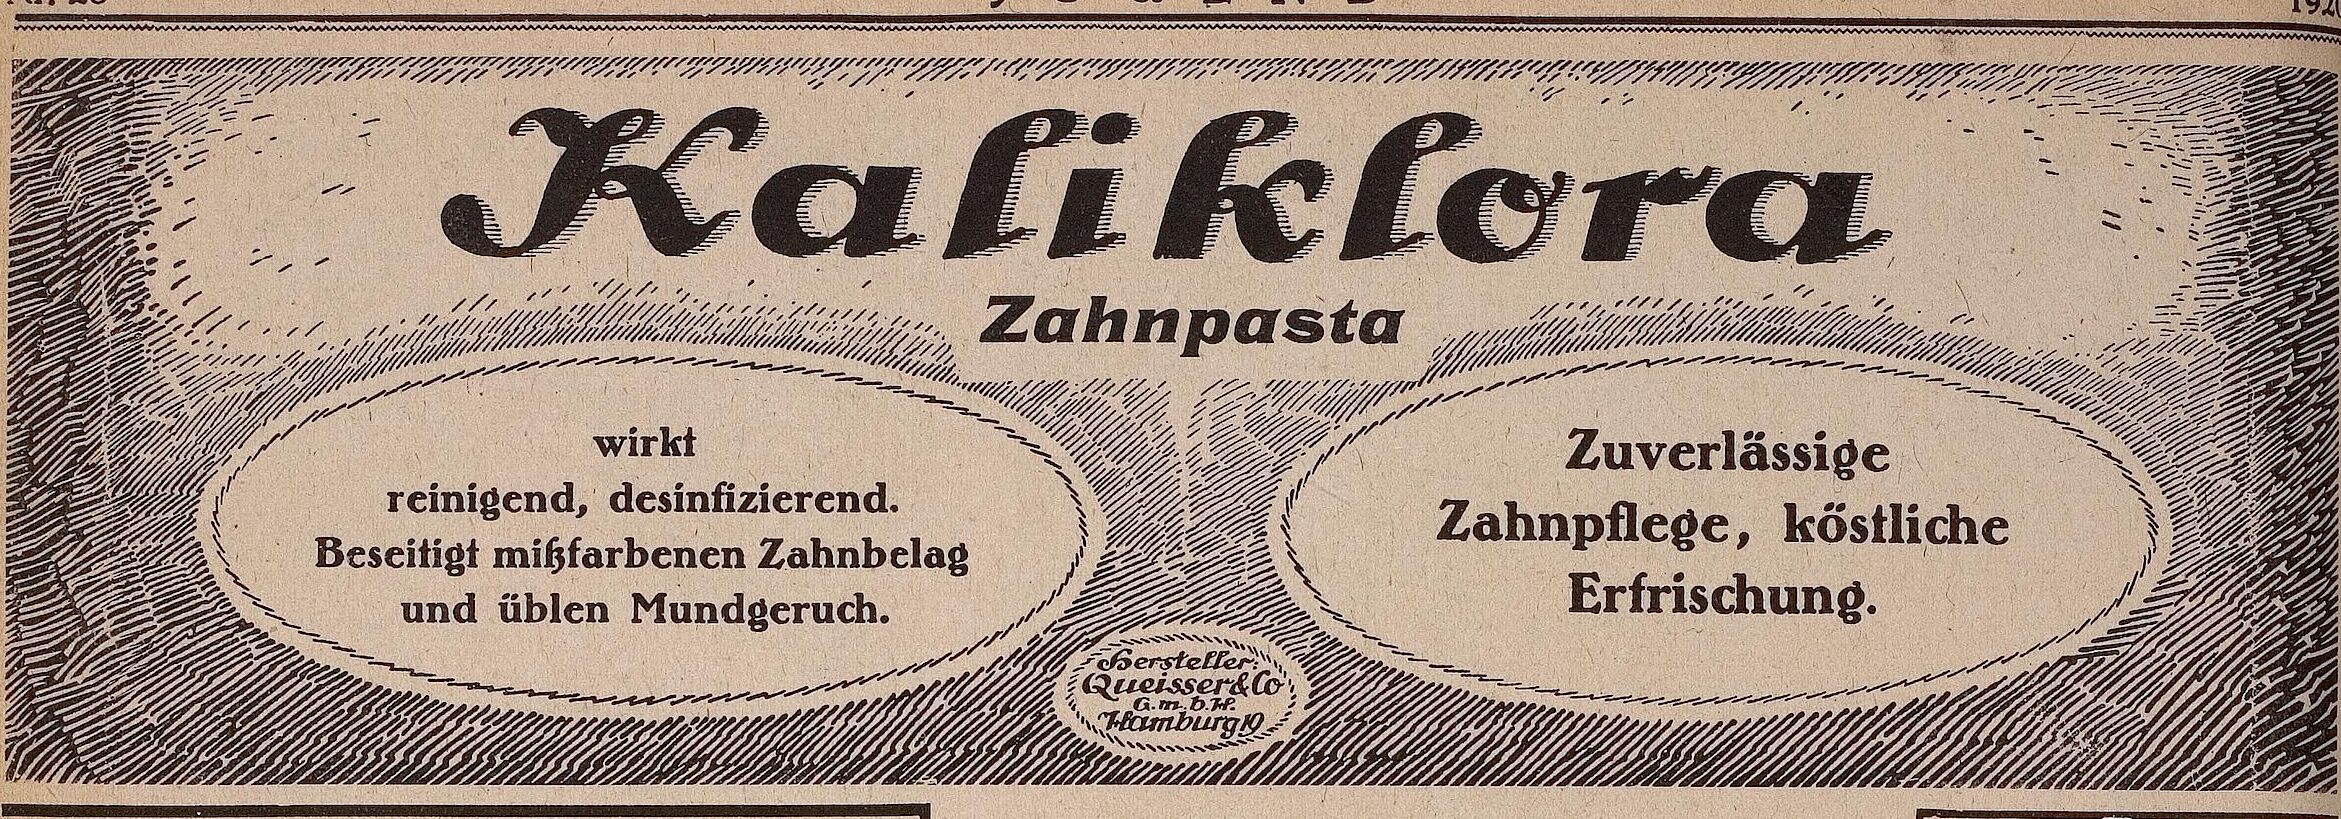 Kaliklora
Zahnpasta
wirkt
reinigend, desinfizierend.
Beseitigt mißfarbenen Zahnbelag
und üblen Mundgeruch.
Zuverlässige
Zahnpflege, köstliche
Erfrischung.
Hersteller:
Queisser & Co
G.m.b.H.
Hamburg 19